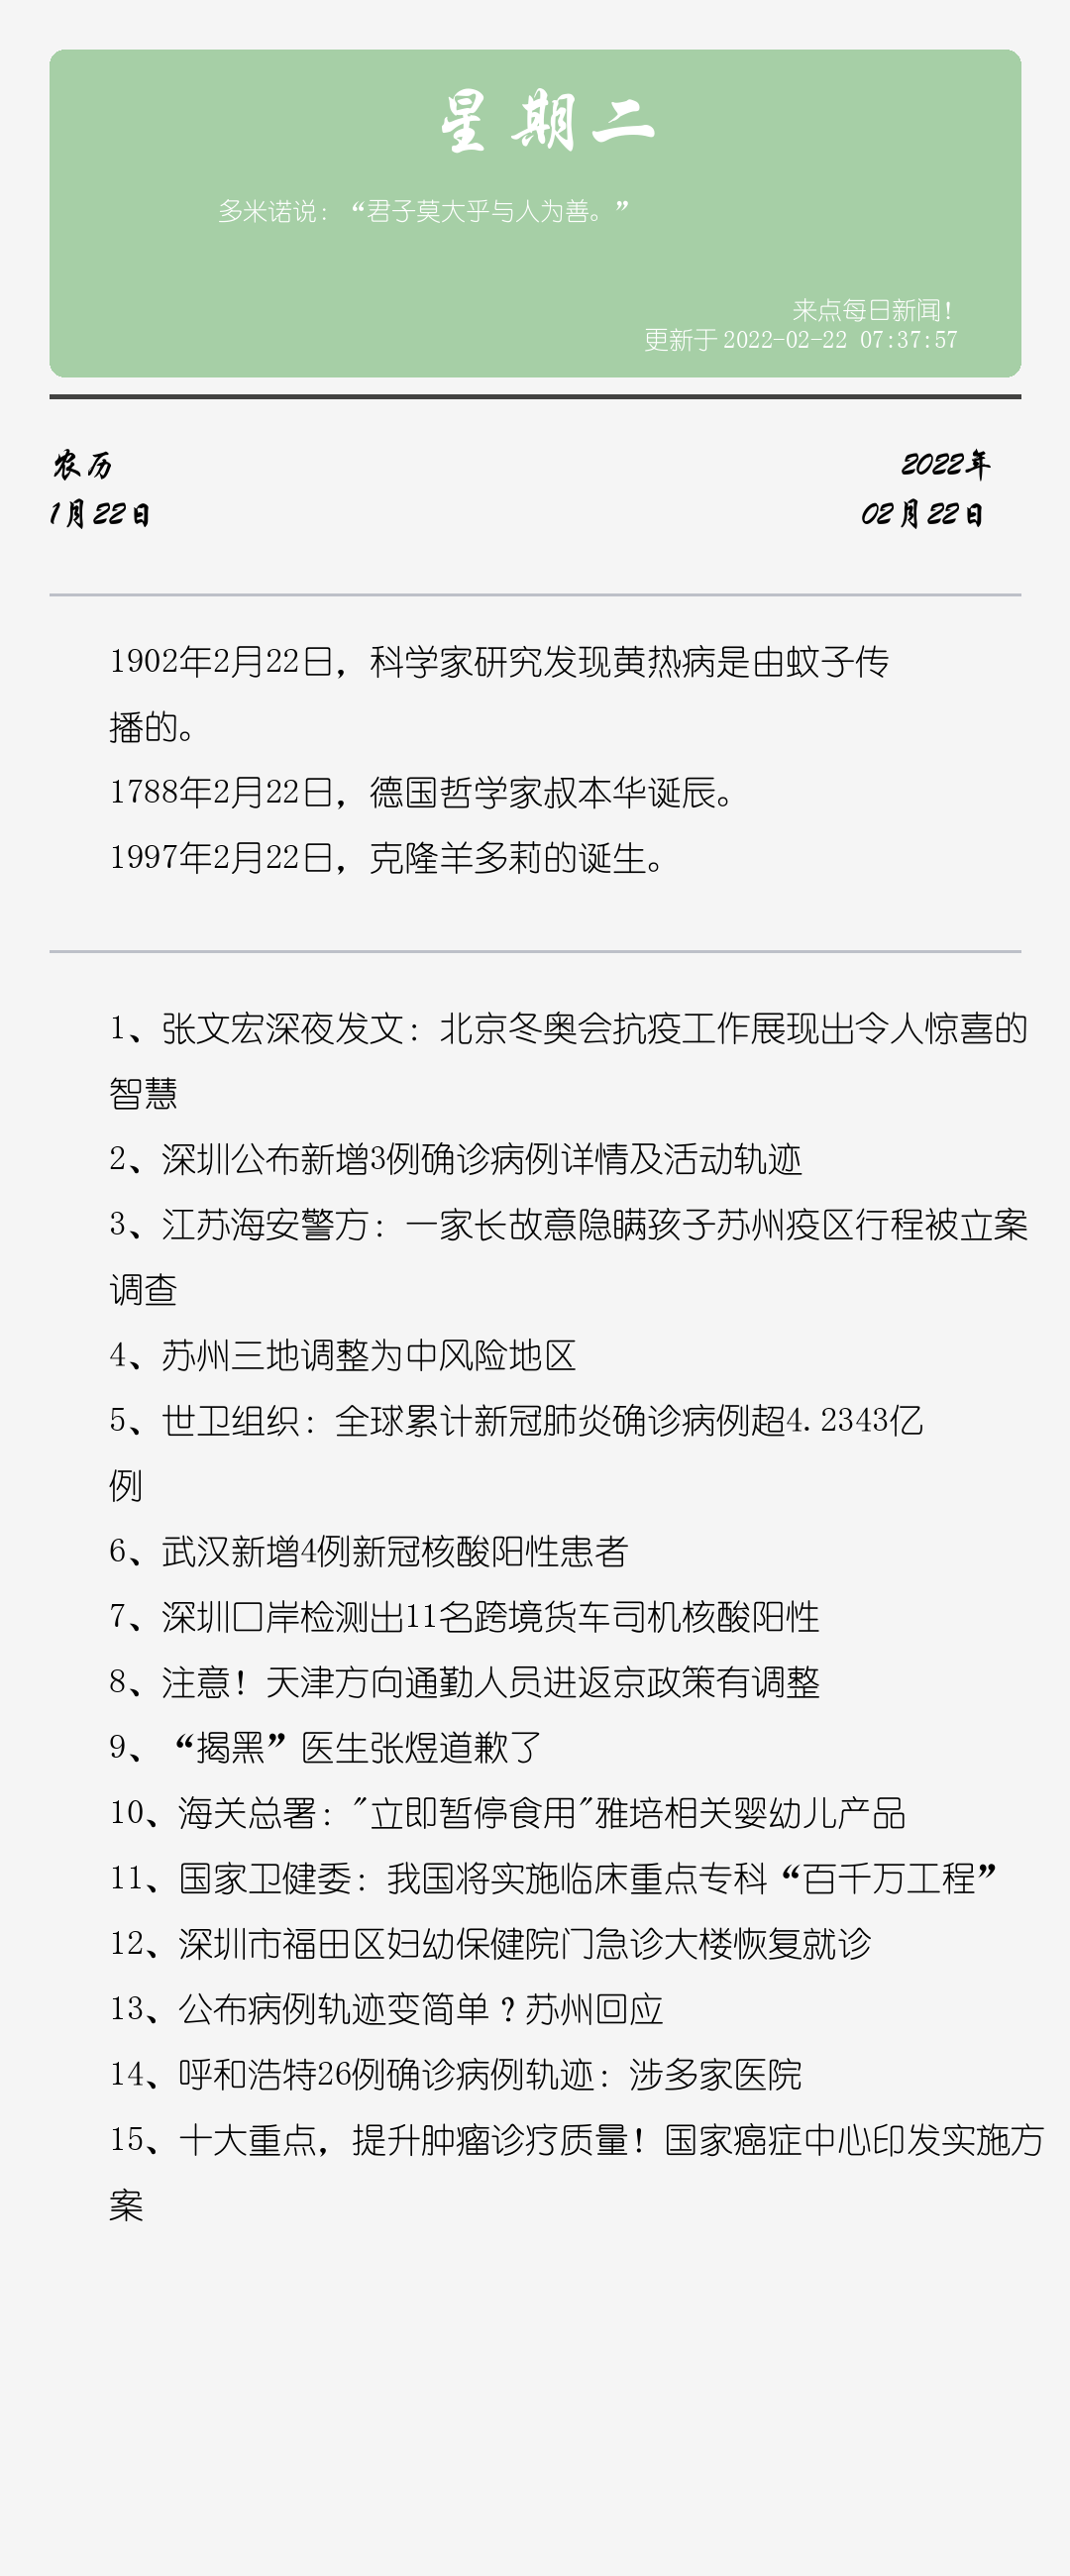 星期二
多米诺说：“君子莫大乎与人为善。”
来点每日新闻！
更新于 2022-02-22 07:37:57
农历
2022年
1月22日
02月22日
1902年2月22日，科学家研究发现黄热病是由蚊子传
播的。
1788年2月22日，德国哲学家叔本华诞辰。
1997年2月22日，克隆羊多莉的诞生。
1、张文宏深夜发文：北京冬奥会抗疫工作展现出令人惊喜的
智慧
2、深圳公布新增3例确诊病例详情及活动轨迹
3、江苏海安警方：一家长故意隐瞒孩子苏州疫区行程被立案
调查
4、苏州三地调整为中风险地区
5、世卫组织：全球累计新冠肺炎确诊病例超4.2343亿
例
6、武汉新增4例新冠核酸阳性患者
7、深圳口岸检测出11名跨境货车司机核酸阳性
8、注意！天津方向通勤人员进返京政策有调整
9、“揭黑”医生张煜道歉了
10、海关总署："立即暂停食用"雅培相关婴幼儿产品
11、国家卫健委：我国将实施临床重点专科“百千万工程”
12、深圳市福田区妇幼保健院门急诊大楼恢复就诊
13、公布病例轨迹变简单？苏州回应
14、呼和浩特26例确诊病例轨迹：涉多家医院
15、十大重点，提升肿瘤诊疗质量！国家癌症中心印发实施方
案